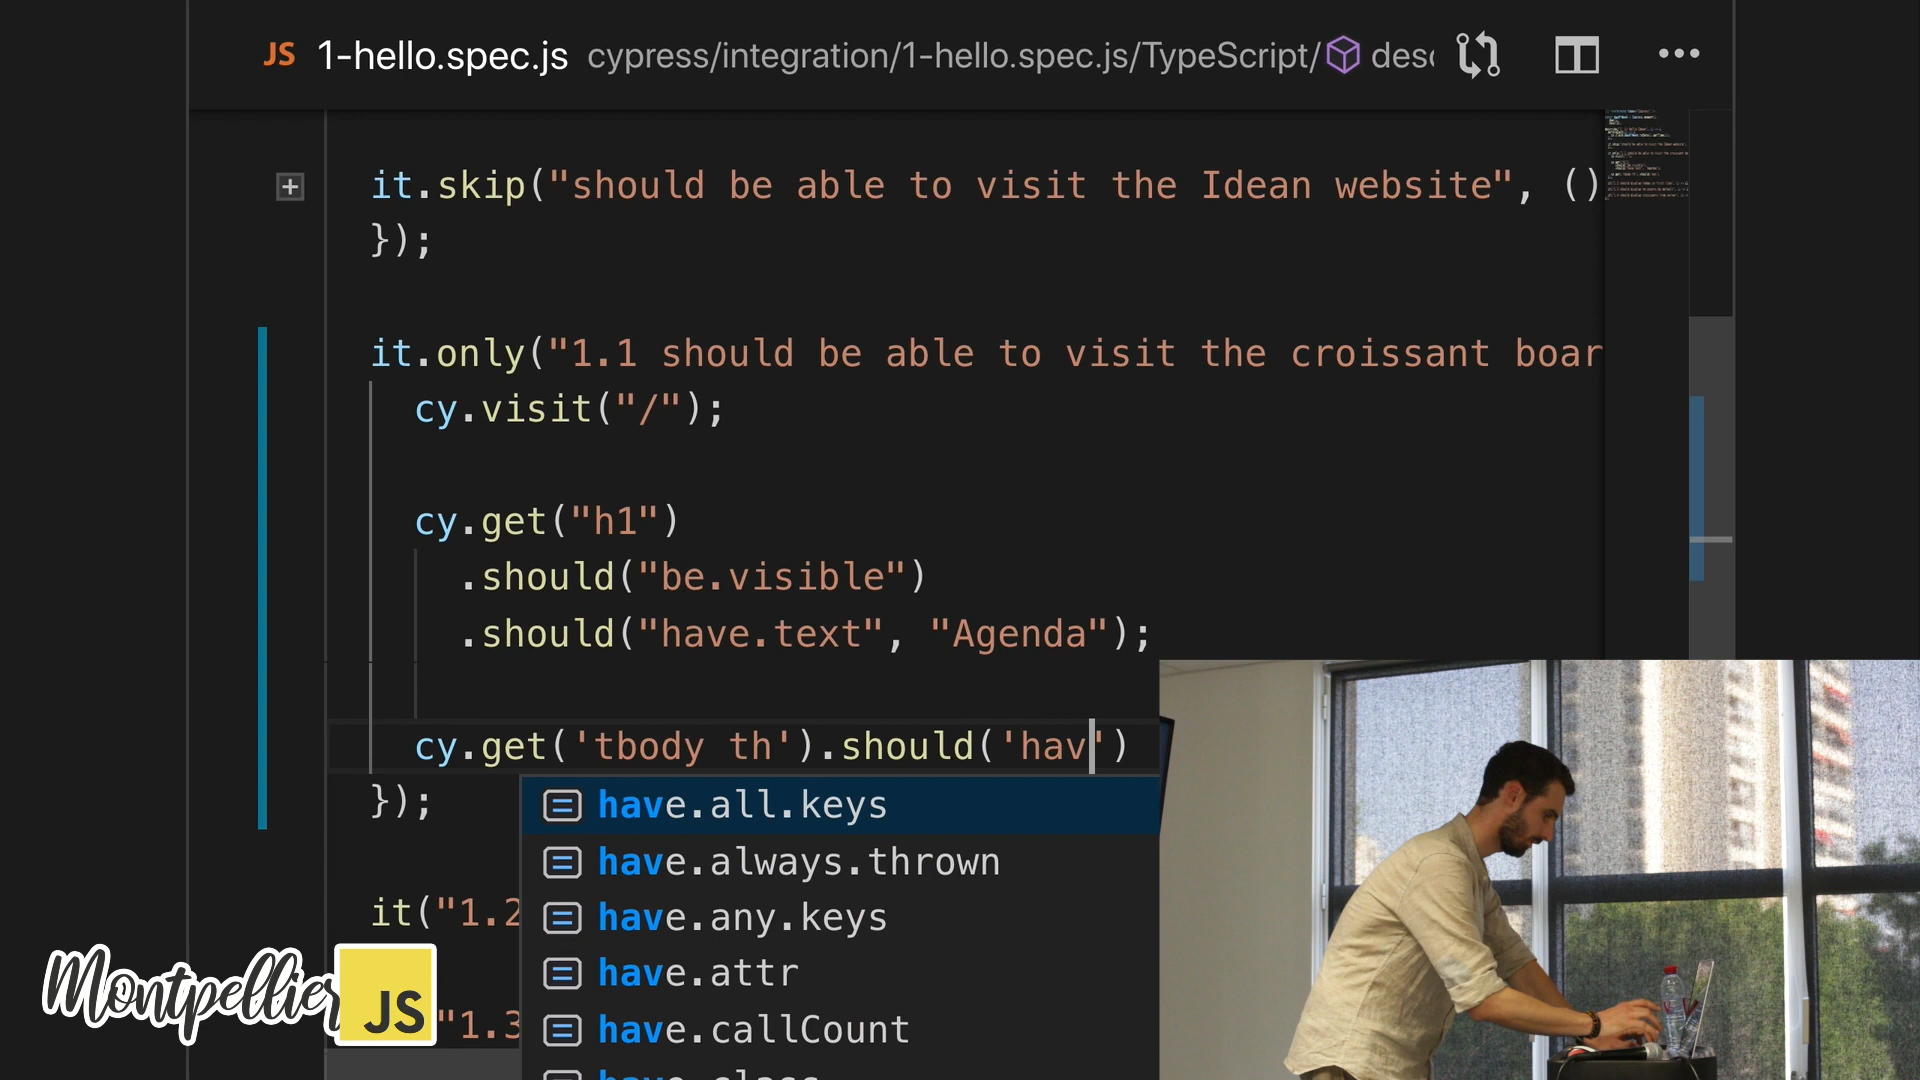 JS 1-hello.spec.js cypress/integration/1-hello.spec.js/TypeScript/ desc
it.skip("should be able to visit the Idean website", ()
});
it.only("1.1 should be able to visit the croissant boar
cy.visit("/");
cy.get("h1")
.should("be.visible")
.should("have.text", "Agenda");
cy.get('tbody th').should('hav')
});
have.all.keys
have.always.thrown
have.any.keys
it("1.2
have.attr
"1.3
have.callCount
have.class
Montpellier JS